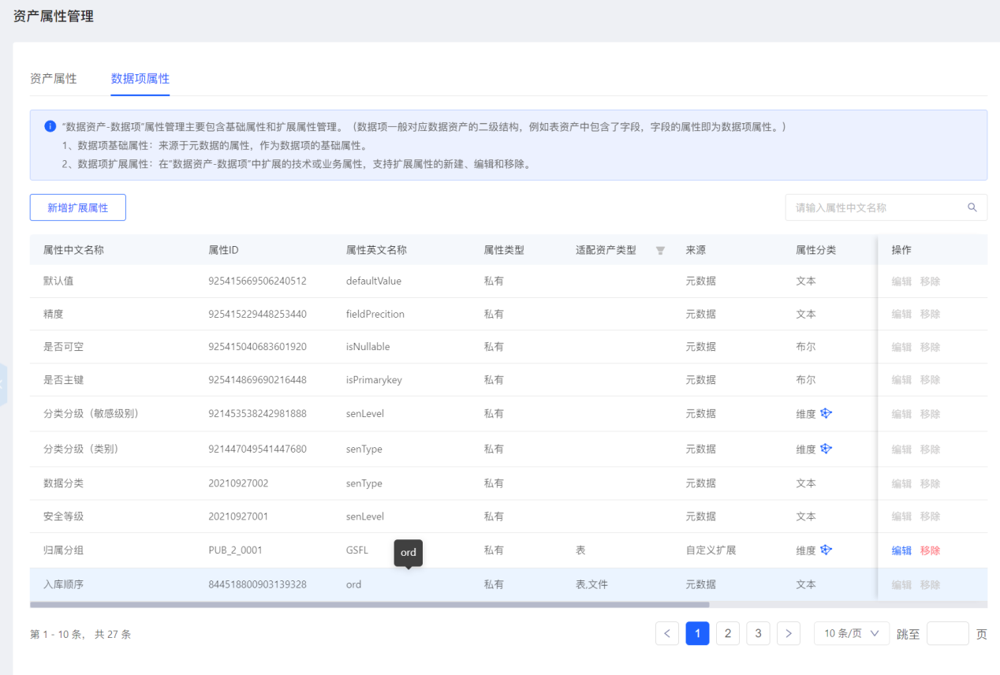 资产属性管理
资产属性 数据项属性
“数据资产-数据项”属性管理主要包含基础属性和扩展属性管理。（数据项一般对应数据资产的二级结构，例如表资产中包含了字段，字段的属性即为数据项属性。）
1、数据项基础属性：来源于元数据的属性，作为数据项的基础属性。
2、数据项扩展属性：在“数据资产-数据项”中扩展的技术或业务属性，支持扩展属性的新建、编辑和移除。
新增扩展属性 请输入属性中文名称
属性中文名称 属性ID 属性英文名称 属性类型 适配资产类型 来源 属性分类 操作
默认值 925415669506240512 defaultValue 私有 元数据 文本 编辑 移除
精度 925415229448253440 fieldPrecition 私有 元数据 文本 编辑 移除
是否可空 925415040683601920 isNullable 私有 元数据 布尔 编辑 移除
是否主键 925414869690216448 isPrimarykey 私有 元数据 布尔 编辑 移除
分类分级（敏感级别） 921453538242981888 senLevel 私有 元数据 维度 编辑 移除
分类分级（类别） 921447049541447680 senType 私有 元数据 维度 编辑 移除
数据分类 20210927002 senType 私有 元数据 文本 编辑 移除
安全等级 20210927001 senLevel 私有 元数据 文本 编辑 移除
归属分组 PUB_2_0001 GSFL 私有 表 自定义扩展 维度 编辑 移除
ord
入库顺序 844518800903139328 ord 私有 表,文件 元数据 文本 编辑 移除
第 1 - 10 条， 共 27 条 < 1 2 3 > 10 条/页 跳至 页